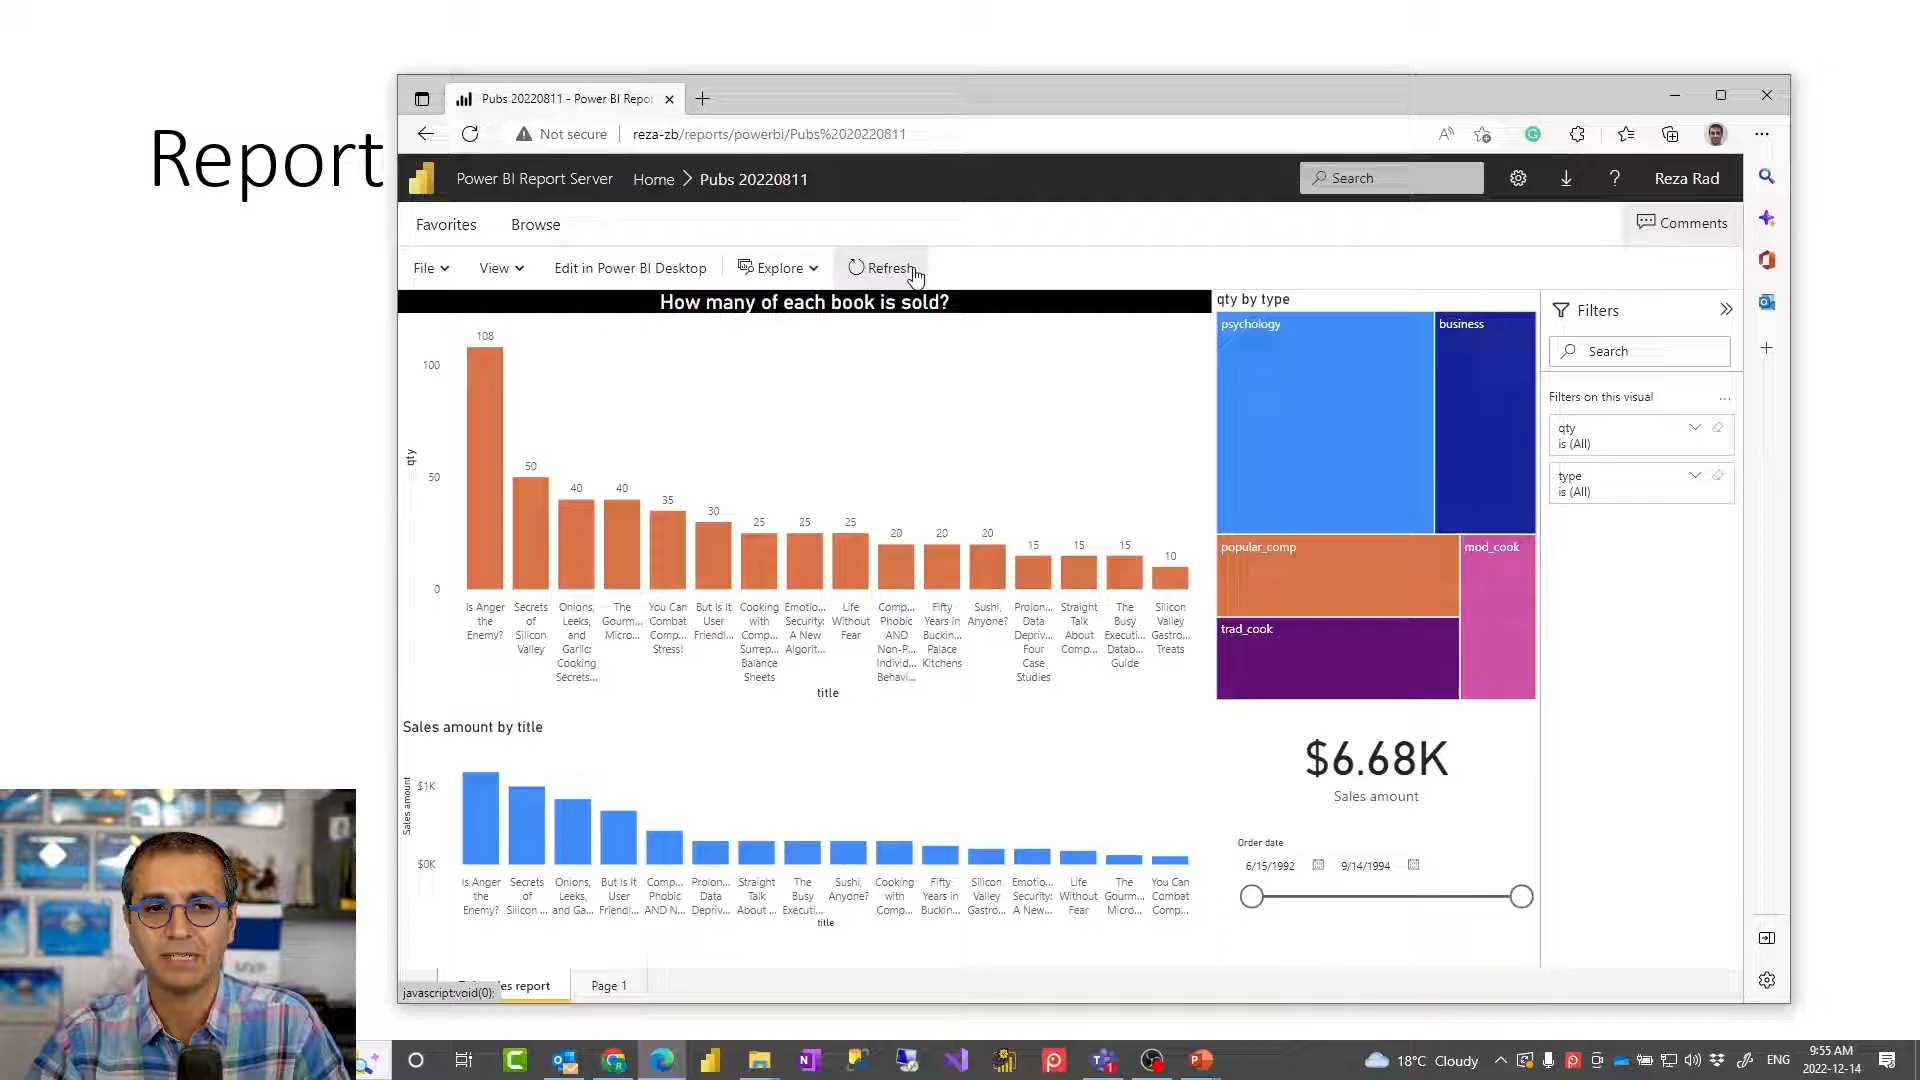 Report
Pubs 20220811 - Power BI Repo
Not secure
reza-zb/reports/powerbi/Pubs%2020220811
Power BI Report Server
Home
Pubs 20220811
Search
?
Reza Rad
Favorites
Browse
Comments
File
View
Edit in Power BI Desktop
Explore
Refresh
How many of each book is sold?
qty
100
50
0
108
50
40
40
35
30
25
25
25
20
20
20
15
15
15
10
Is Anger the Enemy?
Secrets of Silicon Valley
Onions, Leeks, and Garlic: Cooking Secrets...
The Gourm... Micro...
You Can Combat Comp... Stress!
But Is It User Friendl...
Cooking with Comp... Surrep... Balance Sheets
Emotio... Security: A New Algorit...
Life Without Fear
Comp... Phobic AND Non-P... Individ... Behavi...
Fifty Years in Buckin... Palace Kitchens
Sushi, Anyone?
Prolon... Data Depriv... Four Case Studies
Straight Talk About Comp...
The Busy Executi... Datab... Guide
Silicon Valley Gastro... Treats
title
qty by type
psychology
business
popular_comp
mod_cook
trad_cook
Filters
Search
Filters on this visual
...
qty
is (All)
type
is (All)
Sales amount by title
Sales amount
$1K
$0K
Is Anger the Enemy?
Secrets of Silicon ...
Onions, Leeks, and Ga...
But Is It User Friendl...
Comp... Phobic AND N...
Prolon... Data Depriv...
Straight Talk About ...
The Busy Executi...
Sushi, Anyone?
Cooking with Comp...
Fifty Years in Buckin...
Silicon Valley Gastro...
Emotio... Security: A New...
Life Without Fear
The Gourm... Micro...
You Can Combat Comp...
title
$6.68K
Sales amount
Order date
6/15/1992
9/14/1994
es report
Page 1
javascript:void(0);
18°C Cloudy
ENG
9:55 AM
2022-12-14